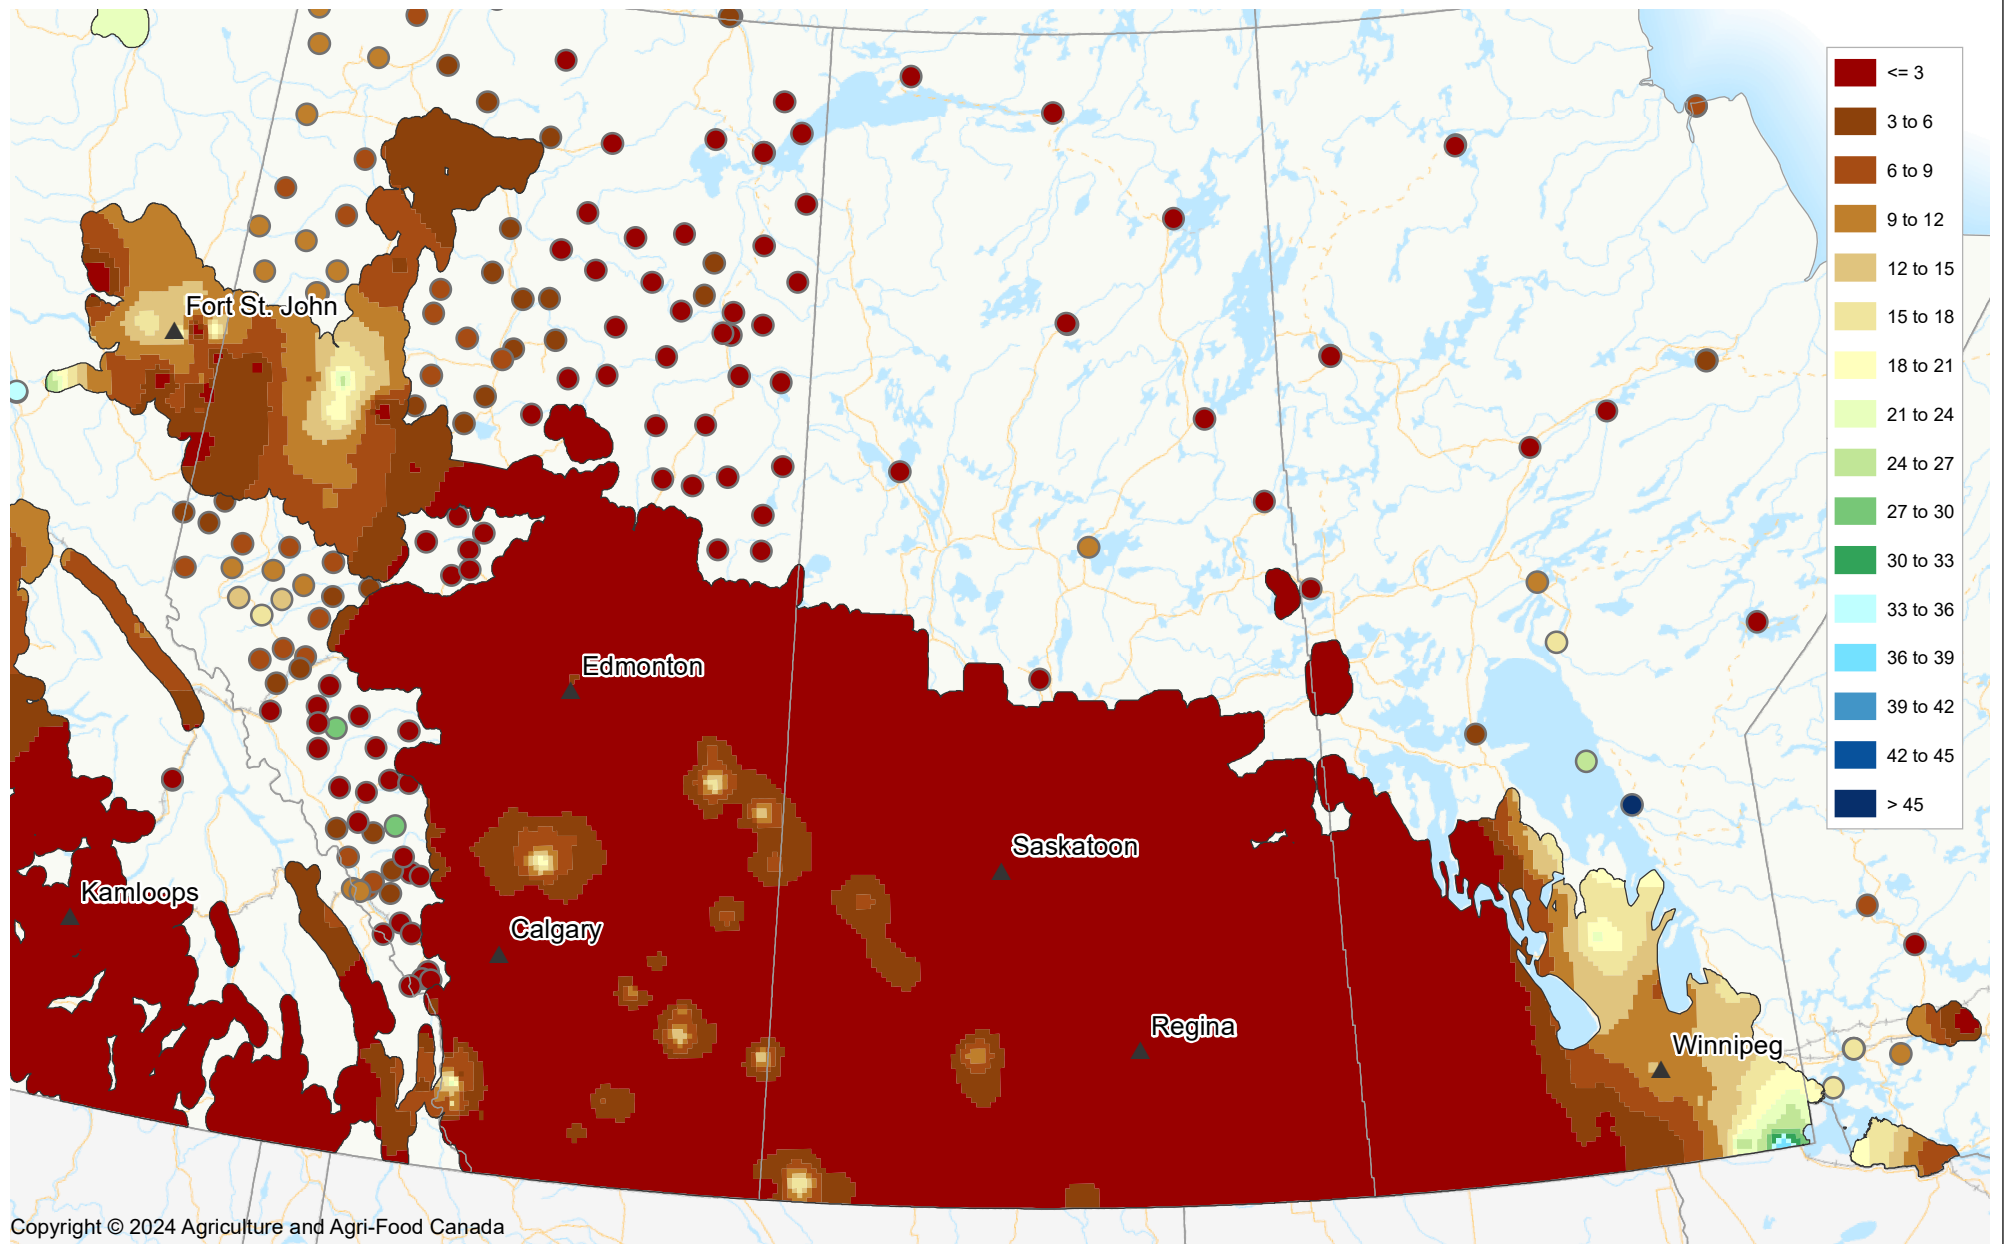 <= 3
3 to 6
6 to 9
9 to 12
12 to 15
15 to 18
18 to 21
21 to 24
24 to 27
27 to 30
30 to 33
33 to 36
36 to 39
39 to 42
42 to 45
> 45
Fort St. John
Edmonton
Saskatoon
Kamloops
Calgary
Regina
Winnipeg
Copyright © 2024 Agriculture and Agri-Food Canada